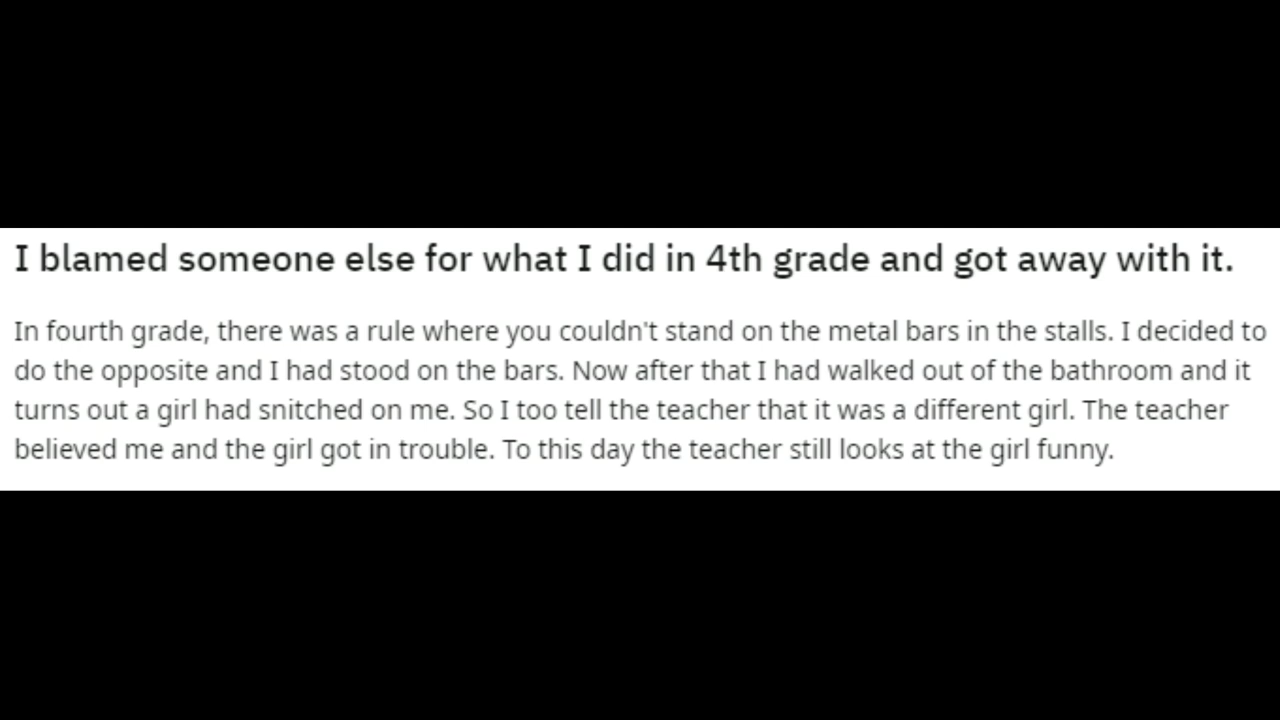 I blamed someone else for what I did in 4th grade and got away with it.
In fourth grade, there was a rule where you couldn't stand on the metal bars in the stalls. I decided to
do the opposite and I had stood on the bars. Now after that I had walked out of the bathroom and it
turns out a girl had snitched on me. So I too tell the teacher that it was a different girl. The teacher
believed me and the girl got in trouble. To this day the teacher still looks at the girl funny.